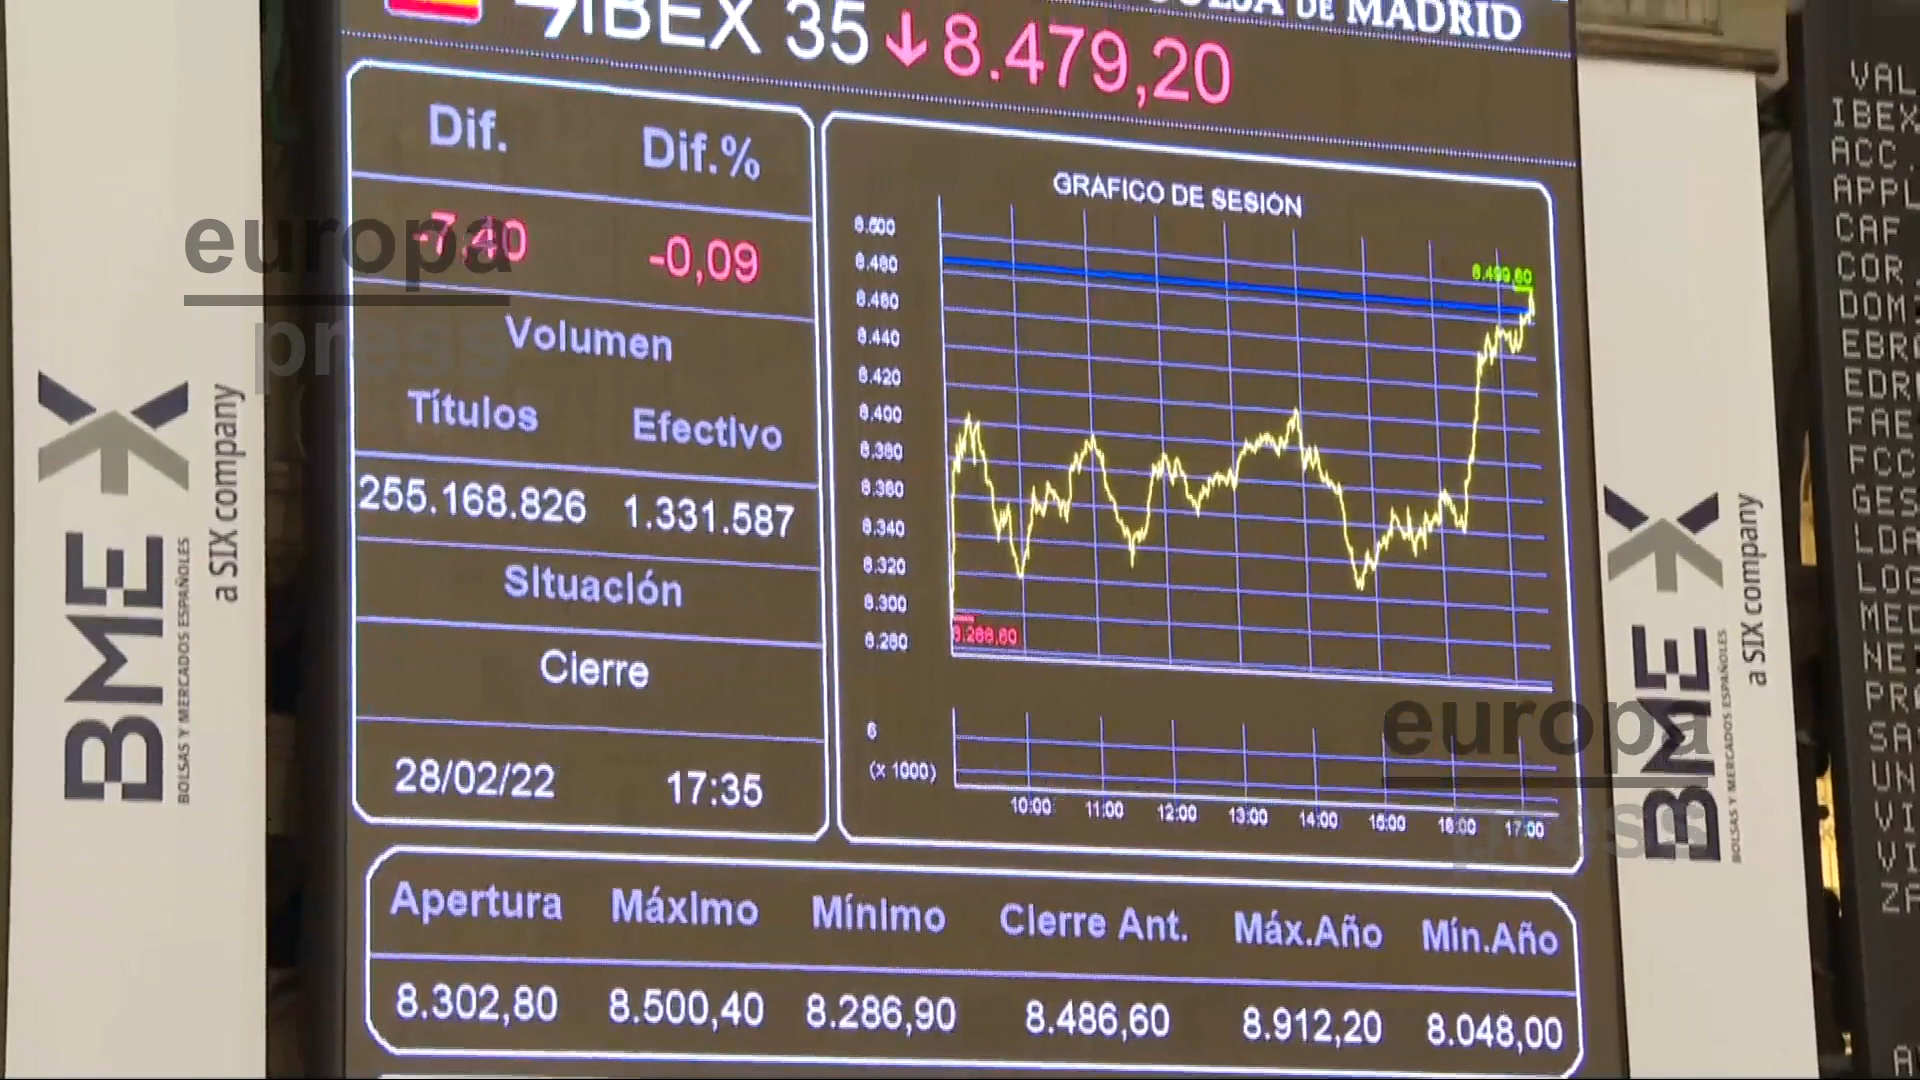 BOLSA DE MADRID
IBEX 35 ↓8.479,20
Dif. Dif.%
-7,40 -0,09
Volumen
Títulos Efectivo
255.168.826 1.331.587
Situación
Cierre
28/02/22 17:35
GRAFICO DE SESIÓN
8.500
8.480
8.460
8.440
8.420
8.400
8.380
8.360
8.340
8.320
8.300
8.280
8.499,60
8.288,60
6
(x 1000)
10:00 11:00 12:00 13:00 14:00 15:00 16:00 17:00
Apertura Máximo Mínimo Cierre Ant. Máx.Año Mín.Año
8.302,80 8.500,40 8.286,90 8.486,60 8.912,20 8.048,00
europa
press
europa
press
BME
BOLSAS Y MERCADOS ESPAÑOLES
a SIX company
BME
BOLSAS Y MERCADOS ESPAÑOLES
a SIX company
VAL
IBEX
ACC.
APPL
CAF
COR.
DOM
EBR
EDR
FAE
FCC
GES
LDA
LOG
MED
NE
PR
SA
UN
VI
VI
ZA